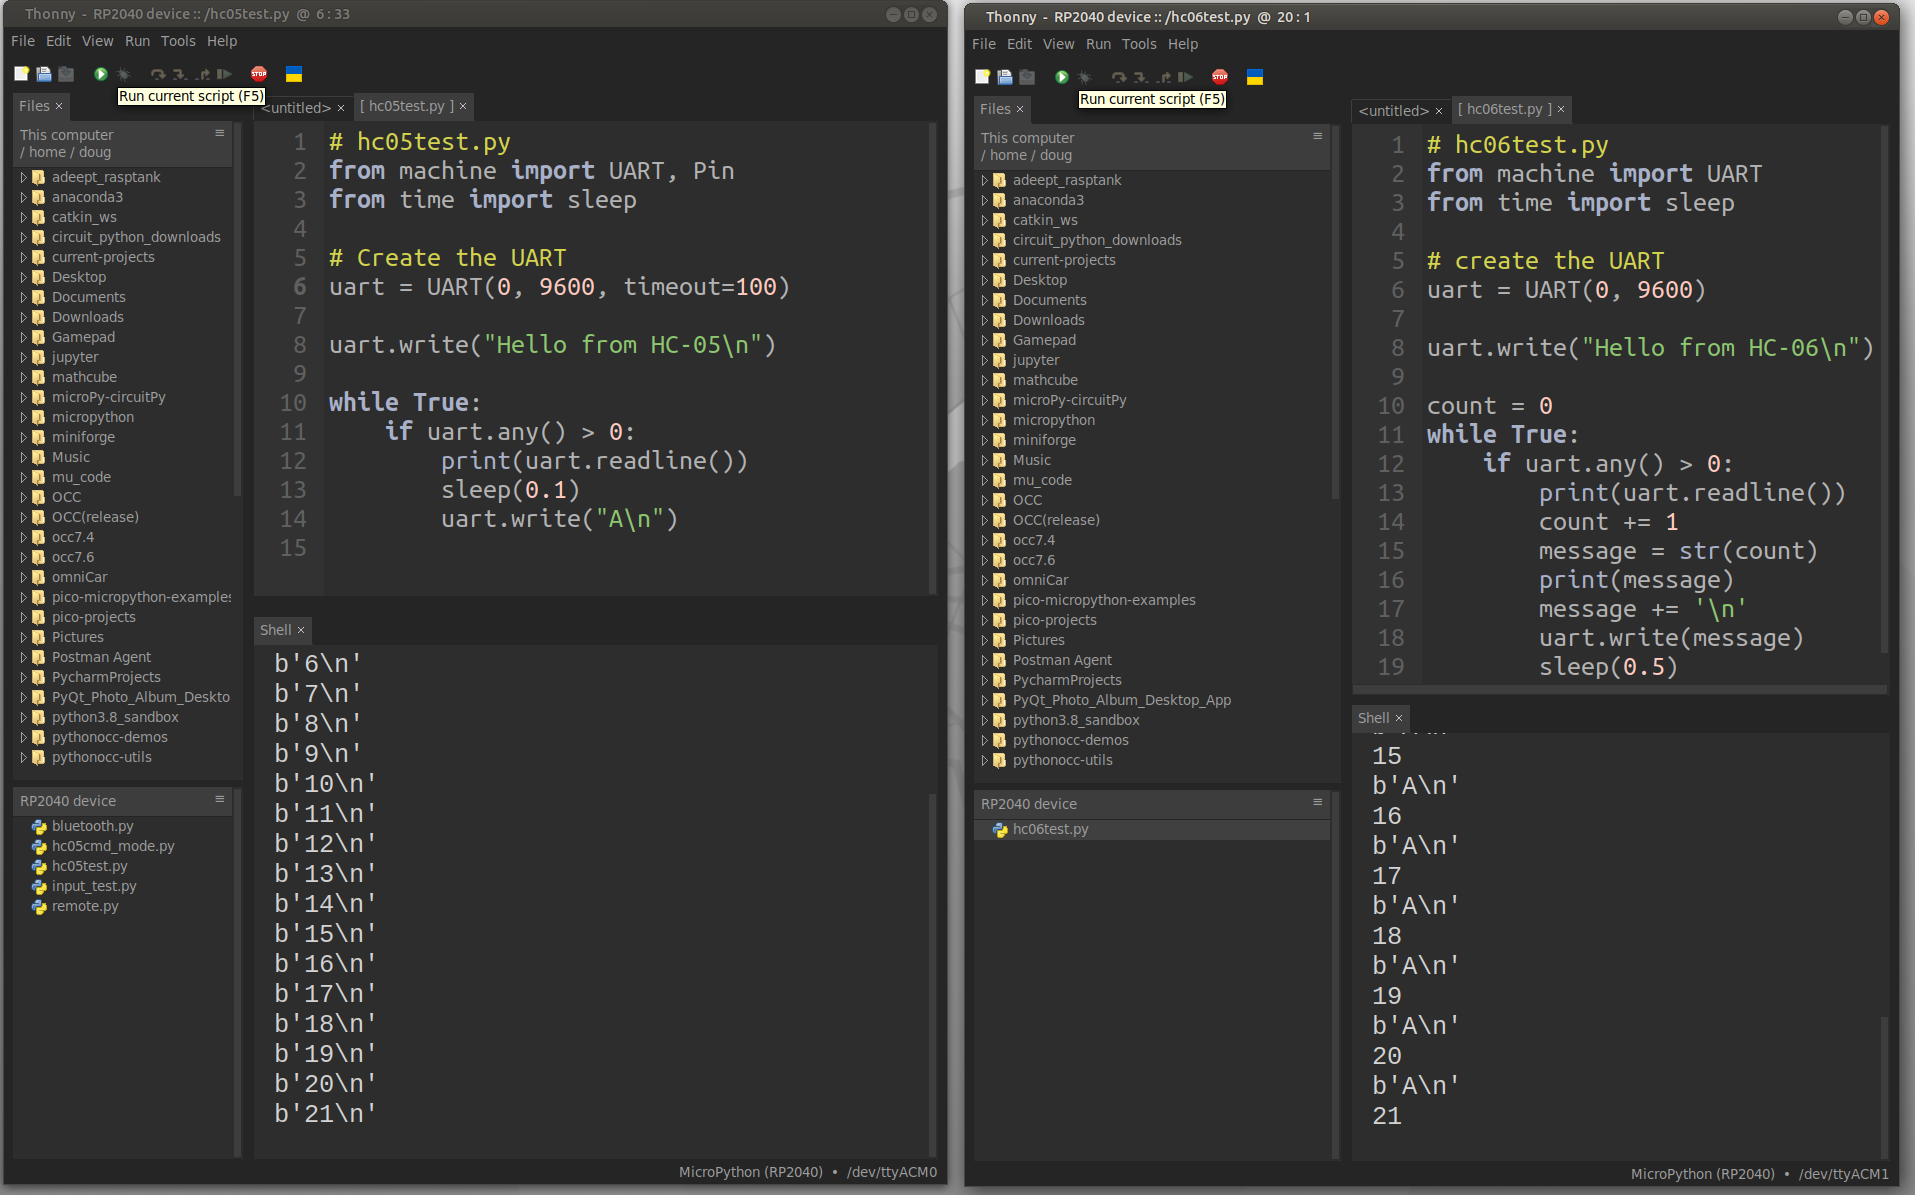 Thonny - RP2040 device :: /hc05test.py @ 6 : 33
File Edit View Run Tools Help
STOP
Run current script (F5)
Files ×
<untitled> × [ hc05test.py ] ×
This computer
/ home / doug
adeept_rasptank
anaconda3
catkin_ws
circuit_python_downloads
current-projects
Desktop
Documents
Downloads
Gamepad
jupyter
mathcube
microPy-circuitPy
micropython
miniforge
Music
mu_code
OCC
OCC(release)
occ7.4
occ7.6
omniCar
pico-micropython-examples
pico-projects
Pictures
Postman Agent
PycharmProjects
PyQt_Photo_Album_Deskto
python3.8_sandbox
pythonocc-demos
pythonocc-utils
RP2040 device
bluetooth.py
hc05cmd_mode.py
hc05test.py
input_test.py
remote.py
1 # hc05test.py
2 from machine import UART, Pin
3 from time import sleep
4
5 # Create the UART
6 uart = UART(0, 9600, timeout=100)
7
8 uart.write("Hello from HC-05\n")
9
10 while True:
11     if uart.any() > 0:
12         print(uart.readline())
13         sleep(0.1)
14         uart.write("A\n")
15
Shell ×
b'6\n'
b'7\n'
b'8\n'
b'9\n'
b'10\n'
b'11\n'
b'12\n'
b'13\n'
b'14\n'
b'15\n'
b'16\n'
b'17\n'
b'18\n'
b'19\n'
b'20\n'
b'21\n'
MicroPython (RP2040) • /dev/ttyACM0
Thonny - RP2040 device :: /hc06test.py @ 20 : 1
File Edit View Run Tools Help
STOP
Run current script (F5)
Files ×
<untitled> × [ hc06test.py ] ×
This computer
/ home / doug
adeept_rasptank
anaconda3
catkin_ws
circuit_python_downloads
current-projects
Desktop
Documents
Downloads
Gamepad
jupyter
mathcube
microPy-circuitPy
micropython
miniforge
Music
mu_code
OCC
OCC(release)
occ7.4
occ7.6
omniCar
pico-micropython-examples
pico-projects
Pictures
Postman Agent
PycharmProjects
PyQt_Photo_Album_Desktop_App
python3.8_sandbox
pythonocc-demos
pythonocc-utils
RP2040 device
hc06test.py
1 # hc06test.py
2 from machine import UART
3 from time import sleep
4
5 # create the UART
6 uart = UART(0, 9600)
7
8 uart.write("Hello from HC-06\n")
9
10 count = 0
11 while True:
12     if uart.any() > 0:
13         print(uart.readline())
14         count += 1
15         message = str(count)
16         print(message)
17         message += '\n'
18         uart.write(message)
19         sleep(0.5)
Shell ×
15
b'A\n'
16
b'A\n'
17
b'A\n'
18
b'A\n'
19
b'A\n'
20
b'A\n'
21
MicroPython (RP2040) • /dev/ttyACM1